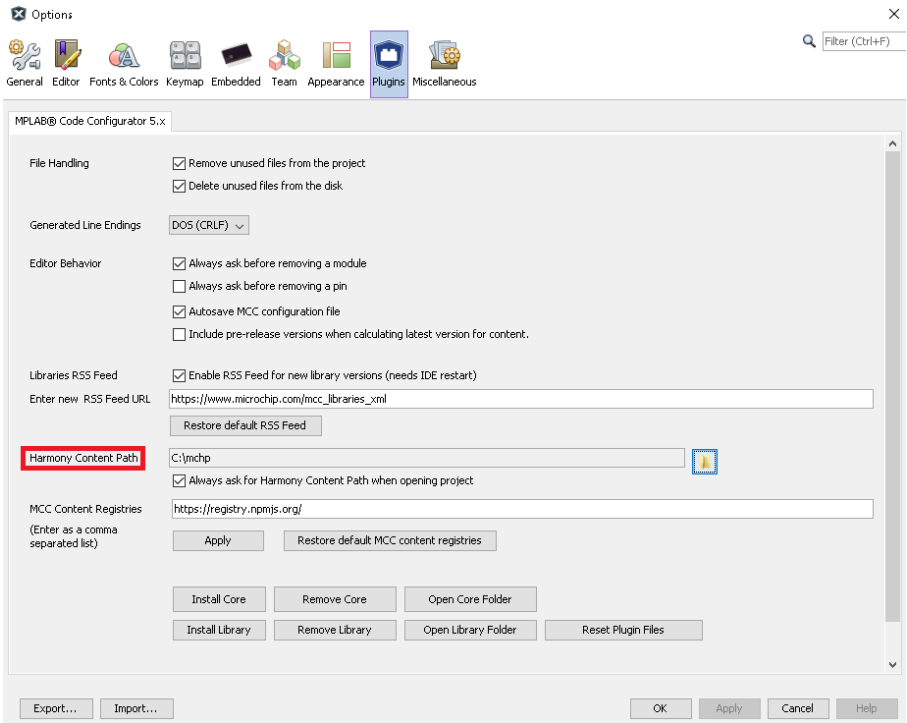 Options
Filter (Ctrl+F)
General Editor Fonts & Colors Keymap Embedded Team Appearance Plugins Miscellaneous
MPLAB® Code Configurator 5.x
File Handling
Remove unused files from the project
Delete unused files from the disk
Generated Line Endings
DOS (CRLF)
Editor Behavior
Always ask before removing a module
Always ask before removing a pin
Autosave MCC configuration file
Include pre-release versions when calculating latest version for content.
Libraries RSS Feed
Enable RSS Feed for new library versions (needs IDE restart)
Enter new RSS Feed URL
https://www.microchip.com/mcc_libraries_xml
Restore default RSS Feed
Harmony Content Path
C:\mchp
Always ask for Harmony Content Path when opening project
MCC Content Registries
https://registry.npmjs.org/
(Enter as a comma
separated list)
Apply Restore default MCC content registries
Install Core Remove Core Open Core Folder
Install Library Remove Library Open Library Folder Reset Plugin Files
Export... Import... OK Apply Cancel Help